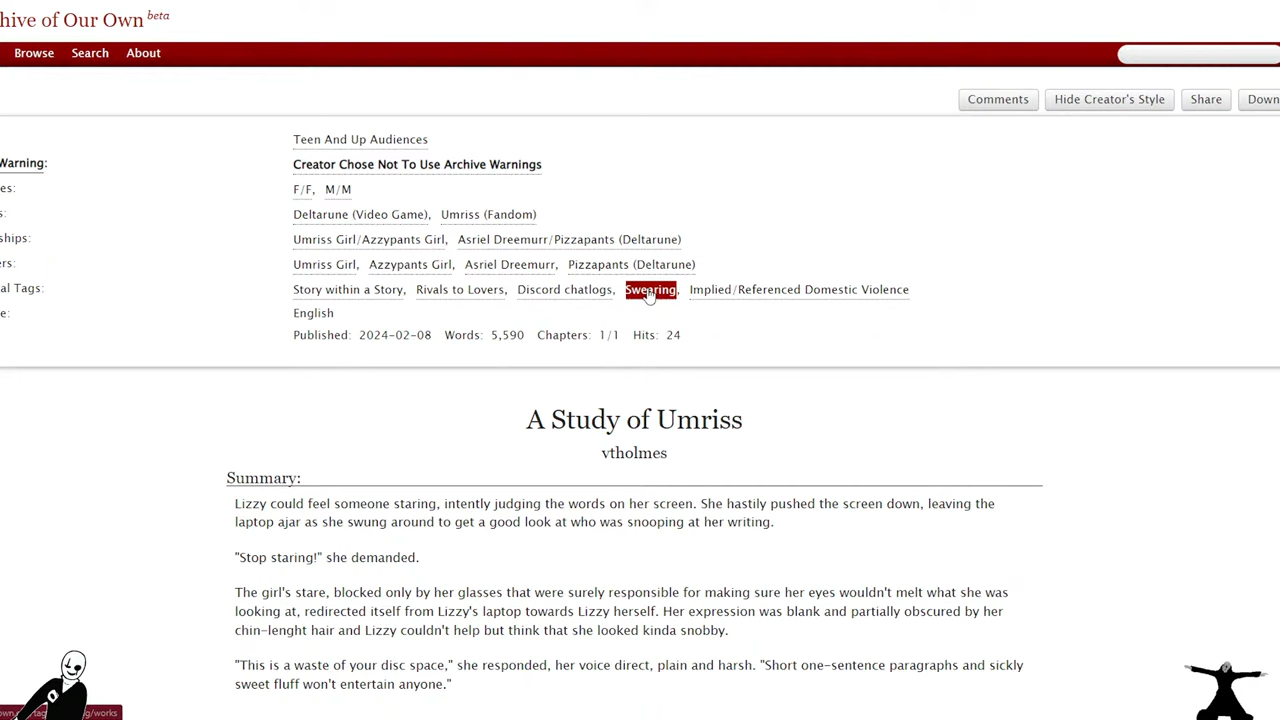 hive of Our Own beta
Browse Search About
Comments Hide Creator's Style Share Down
Teen And Up Audiences
Warning: Creator Chose Not To Use Archive Warnings
es: F/F, M/M
s: Deltarune (Video Game), Umriss (Fandom)
ships: Umriss Girl/Azzypants Girl, Asriel Dreemurr/Pizzapants (Deltarune)
ers: Umriss Girl, Azzypants Girl, Asriel Dreemurr, Pizzapants (Deltarune)
al Tags: Story within a Story, Rivals to Lovers, Discord chatlogs, Swearing, Implied/Referenced Domestic Violence
e: English
Published: 2024-02-08 Words: 5,590 Chapters: 1/1 Hits: 24
A Study of Umriss
vtholmes
Summary:
Lizzy could feel someone staring, intently judging the words on her screen. She hastily pushed the screen down, leaving the
laptop ajar as she swung around to get a good look at who was snooping at her writing.
"Stop staring!" she demanded.
The girl's stare, blocked only by her glasses that were surely responsible for making sure her eyes wouldn't melt what she was
looking at, redirected itself from Lizzy's laptop towards Lizzy herself. Her expression was blank and partially obscured by her
chin-lenght hair and Lizzy couldn't help but think that she looked kinda snobby.
"This is a waste of your disc space," she responded, her voice direct, plain and harsh. "Short one-sentence paragraphs and sickly
sweet fluff won't entertain anyone."